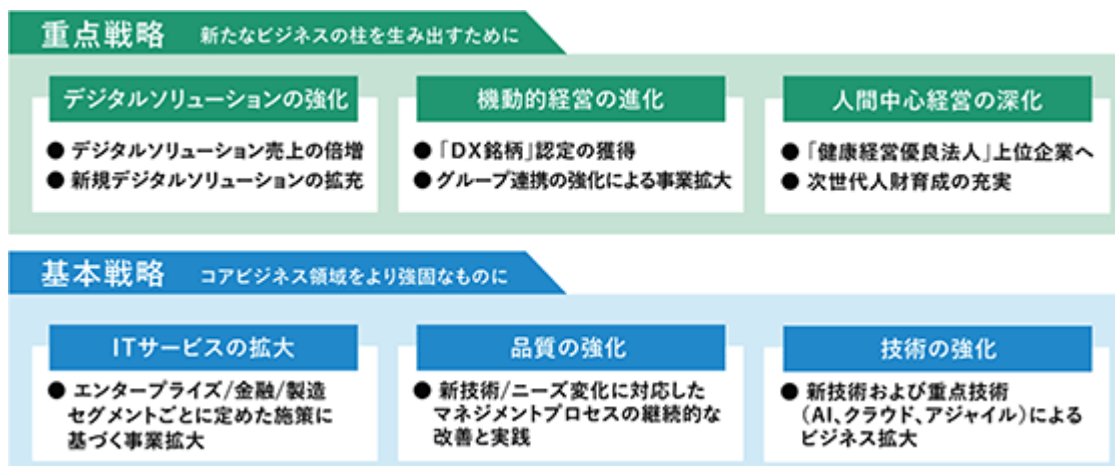 重点戦略 新たなビジネスの柱を生み出すために
デジタルソリューションの強化
● デジタルソリューション売上の倍増
● 新規デジタルソリューションの拡充
機動的経営の進化
● 「DX銘柄」認定の獲得
● グループ連携の強化による事業拡大
人間中心経営の深化
● 「健康経営優良法人」上位企業へ
● 次世代人財育成の充実
基本戦略 コアビジネス領域をより強固なものに
ITサービスの拡大
● エンタープライズ/金融/製造
セグメントごとに定めた施策に
基づく事業拡大
品質の強化
● 新技術/ニーズ変化に対応した
マネジメントプロセスの継続的な
改善と実践
技術の強化
● 新技術および重点技術
(AI、クラウド、アジャイル)による
ビジネス拡大